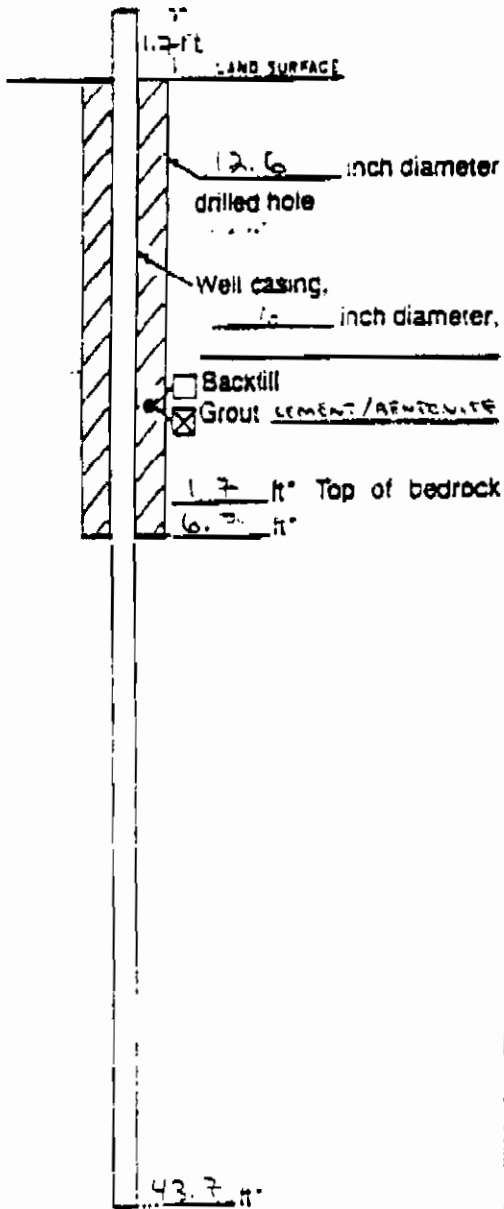 1.7 ft
LAND SURFACE
12.6 inch diameter
drilled hole
Well casing,
inch diameter,
Backfill
Grout CEMENT/BENTONITE
1.7 ft* Top of bedrock
ft*
43.7 ft*